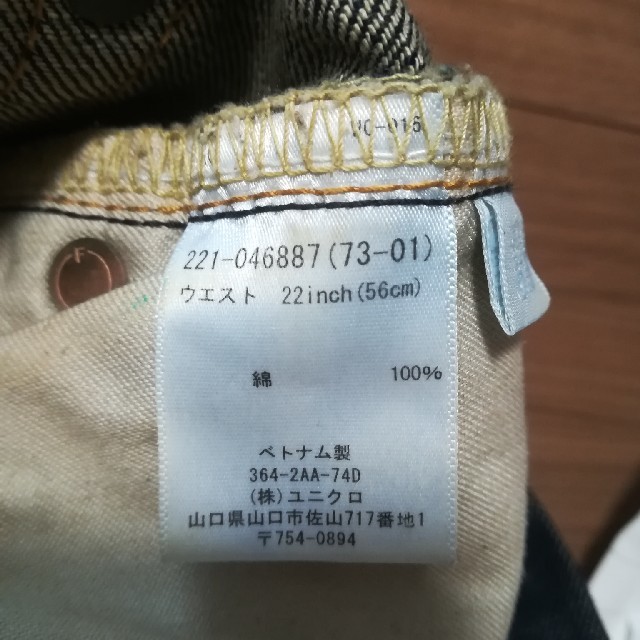 221-046887(73-01)
ウエスト 22inch(56cm)
綿 100%
ベトナム製
364-2AA-74D
(株)ユニクロ
山口県山口市佐山717番地1
〒754-0894